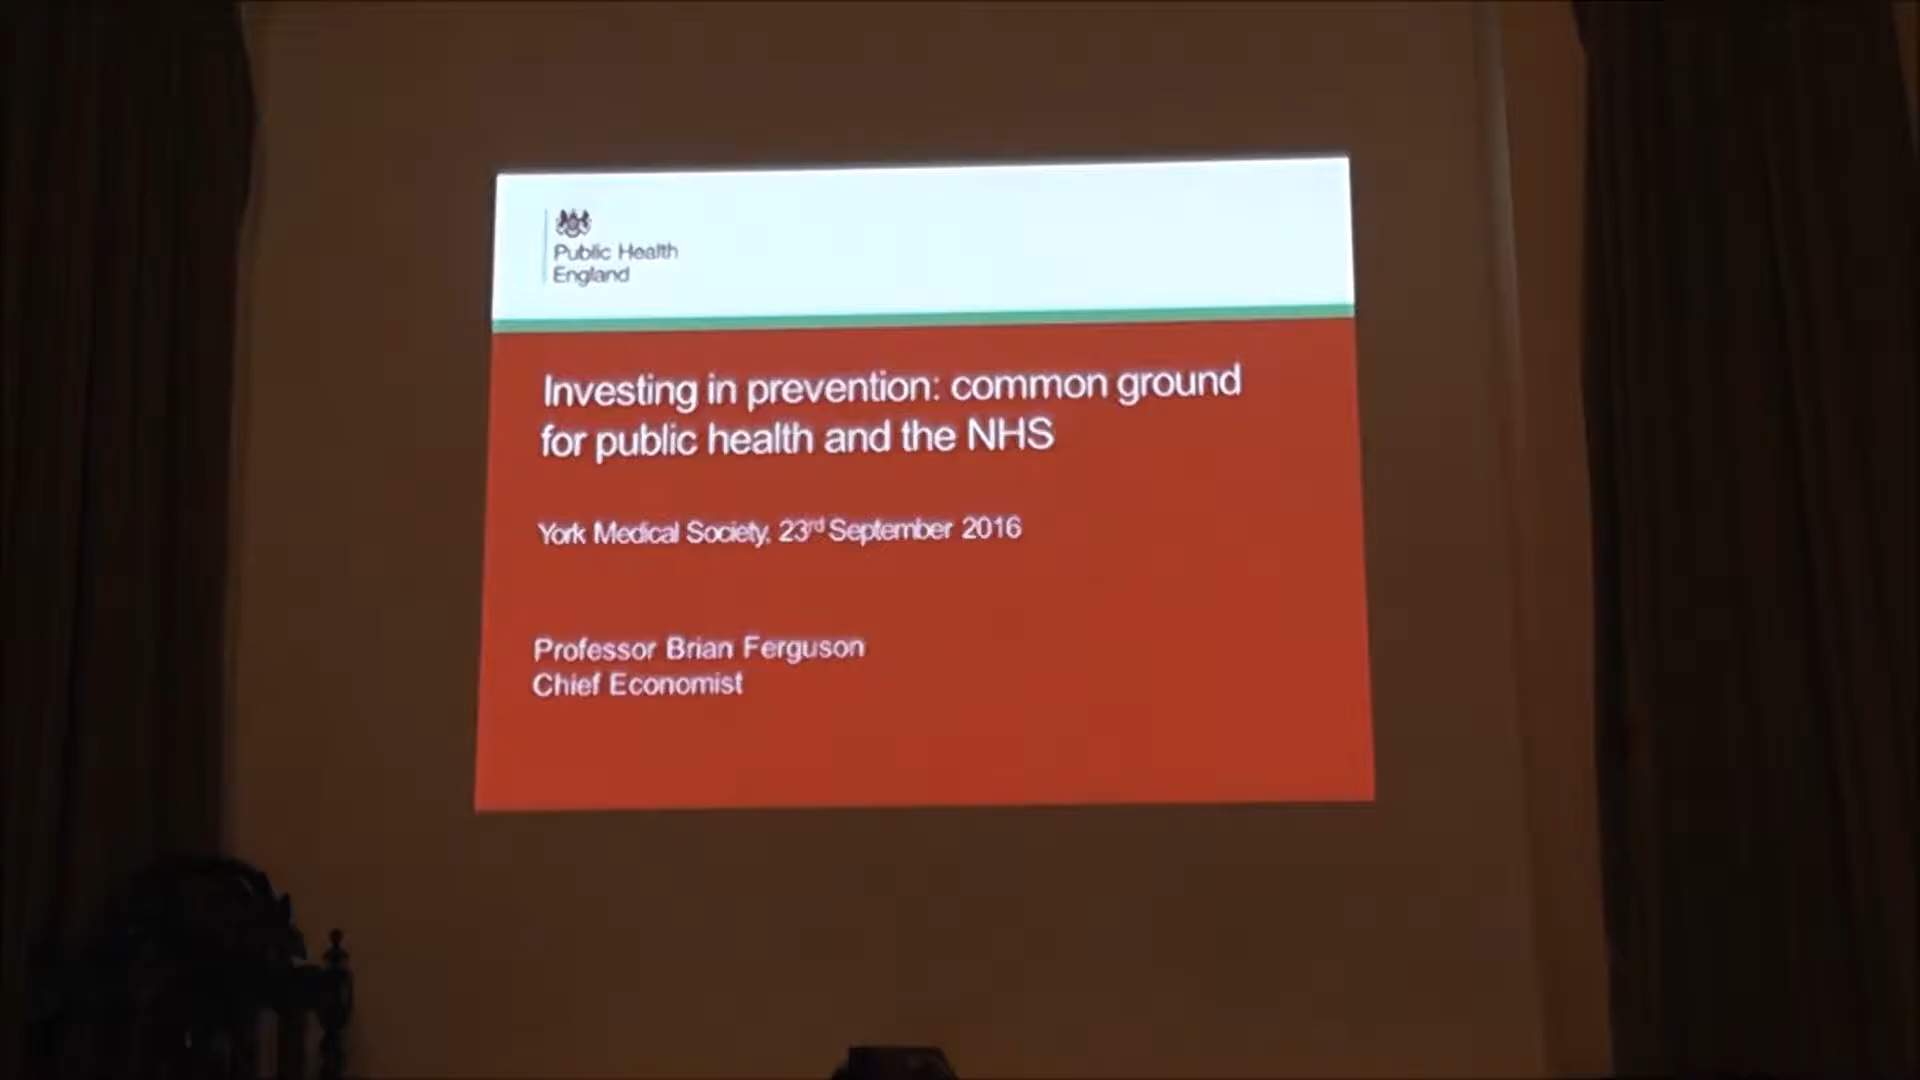 Public Health
England
Investing in prevention: common ground
for public health and the NHS
York Medical Society, 23rd September 2016
Professor Brian Ferguson
Chief Economist